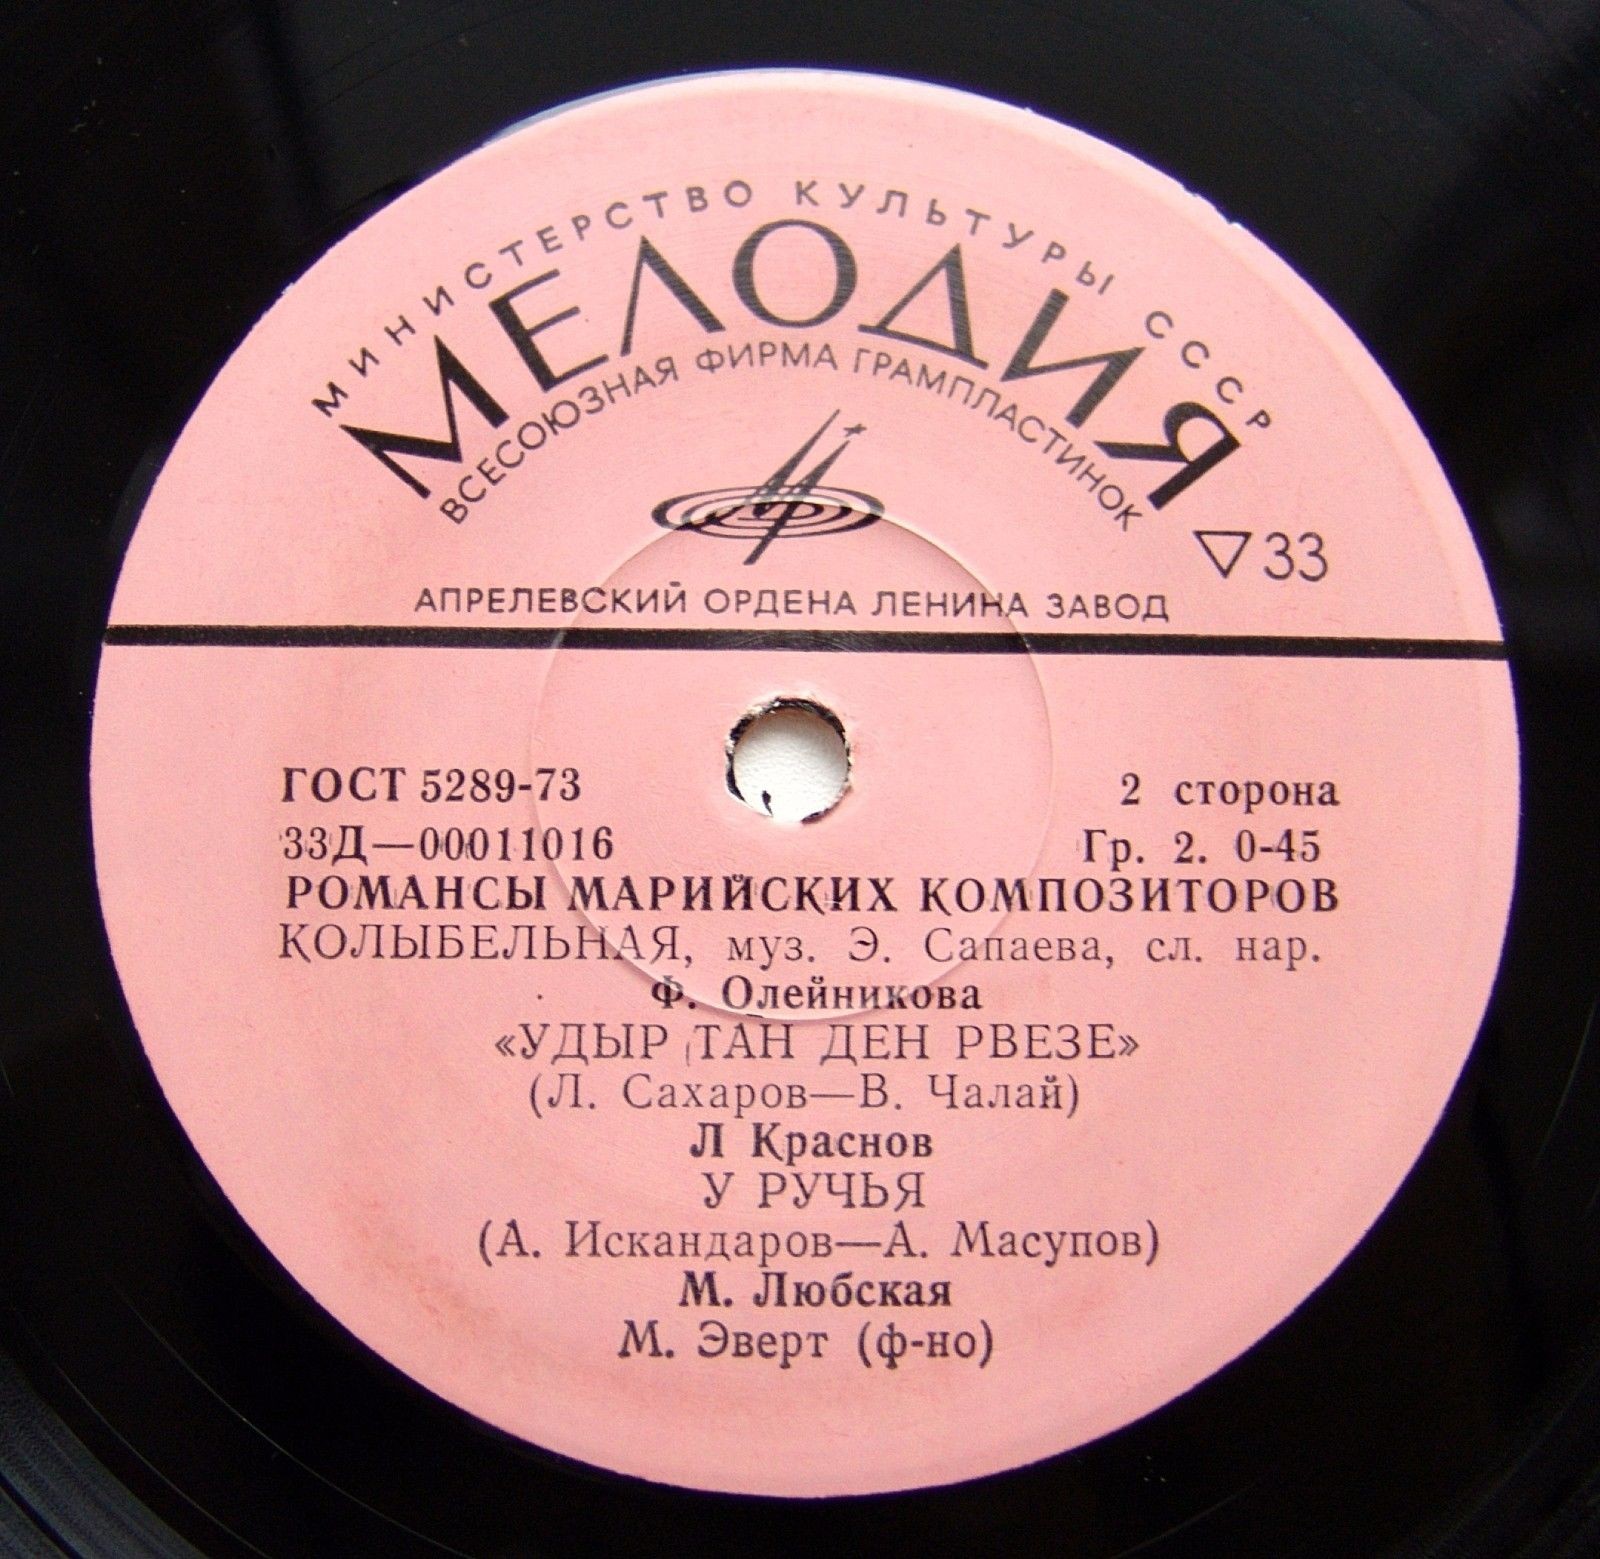 МИНИСТЕРСТВО КУЛЬТУРЫ СССР
МЕЛОДИЯ
ВСЕСОЮЗНАЯ ФИРМА ГРАМПЛАСТИНОК
33
АПРЕЛЕВСКИЙ ОРДЕНА ЛЕНИНА ЗАВОД
ГОСТ 5289-73 2 сторона
33Д—00011016 Гр. 2. 0-45
РОМАНСЫ МАРИЙСКИХ КОМПОЗИТОРОВ
КОЛЫБЕЛЬНАЯ, муз. Э. Сапаева, сл. нар.
Ф. Олейникова
«УДЫР ТАН ДЕН РВЕЗЕ»
(Л. Сахаров—В. Чалай)
Л Краснов
У РУЧЬЯ
(А. Искандаров—А. Масупов)
М. Любская
М. Эверт (ф-но)